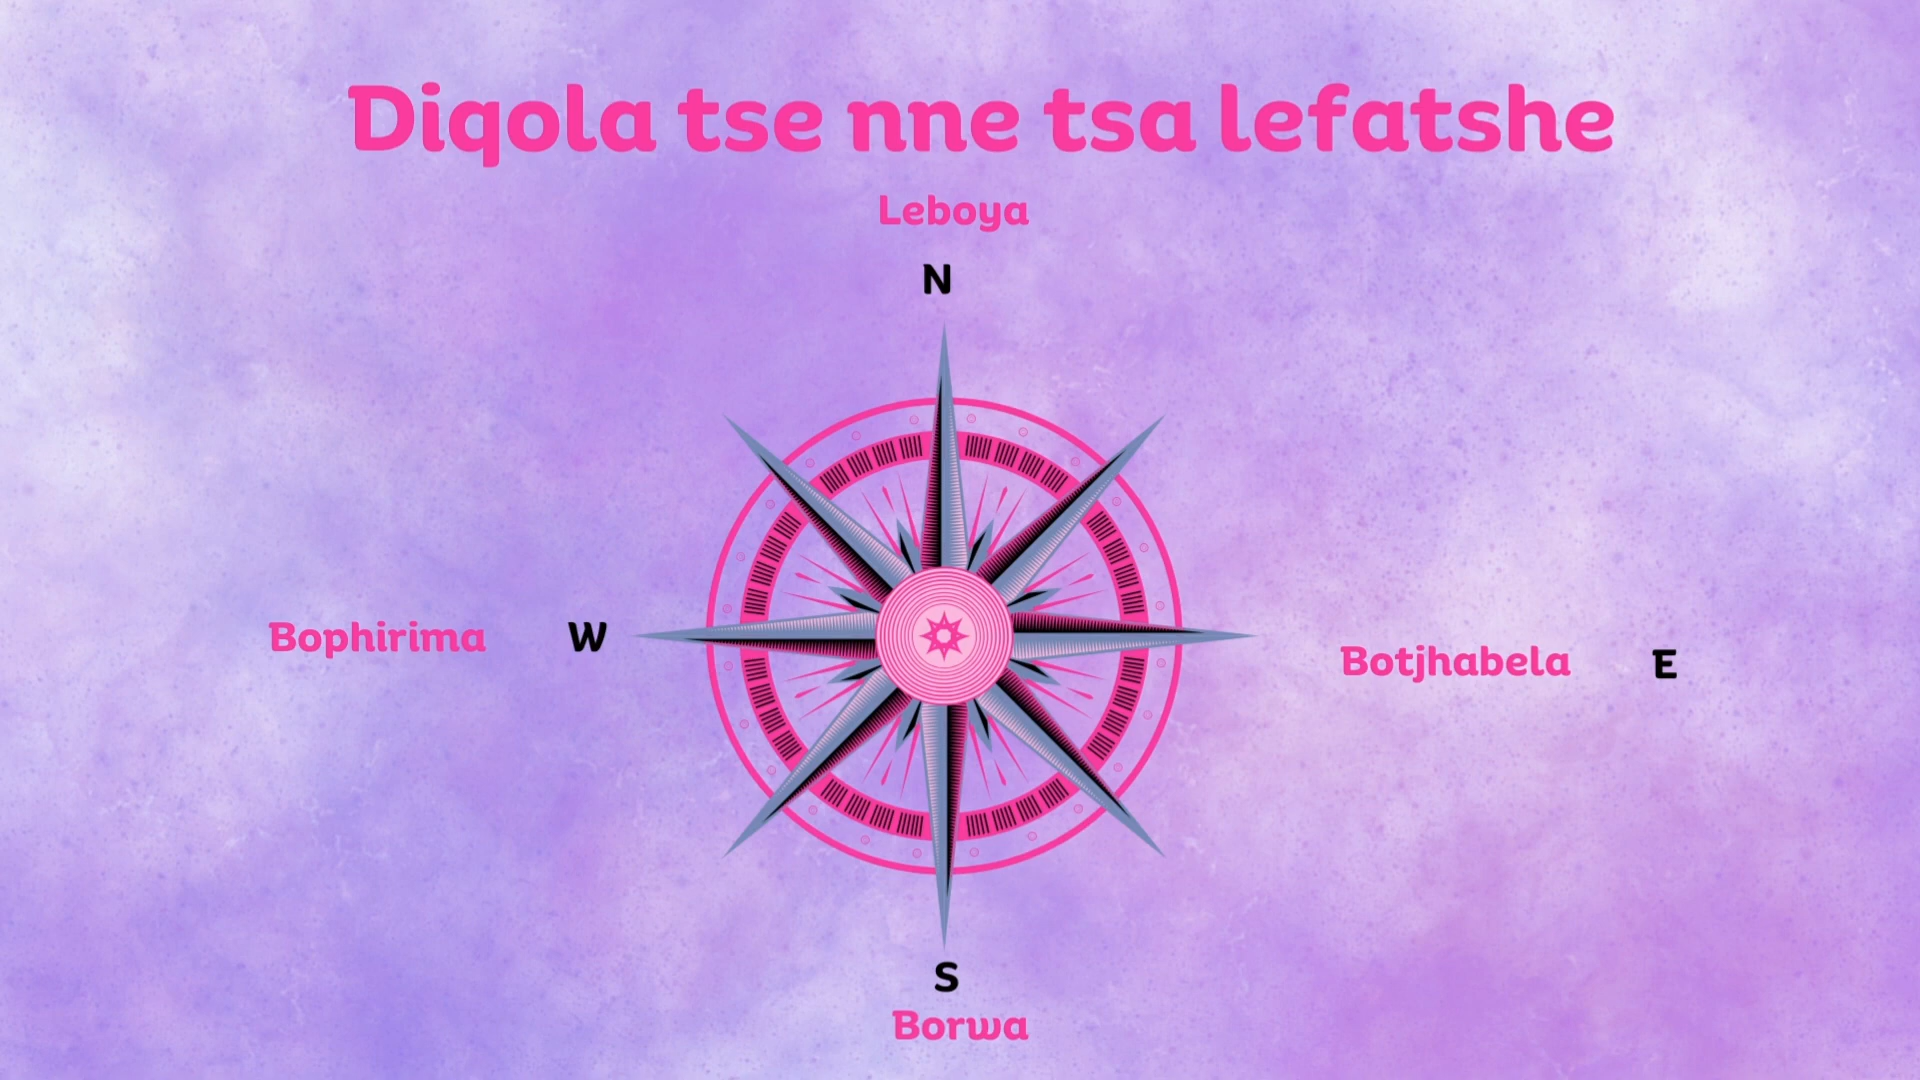 Diqola tse nne tsa lefatshe
Leboya
N
Bophirima W
Botjhabela E
S
Borwa